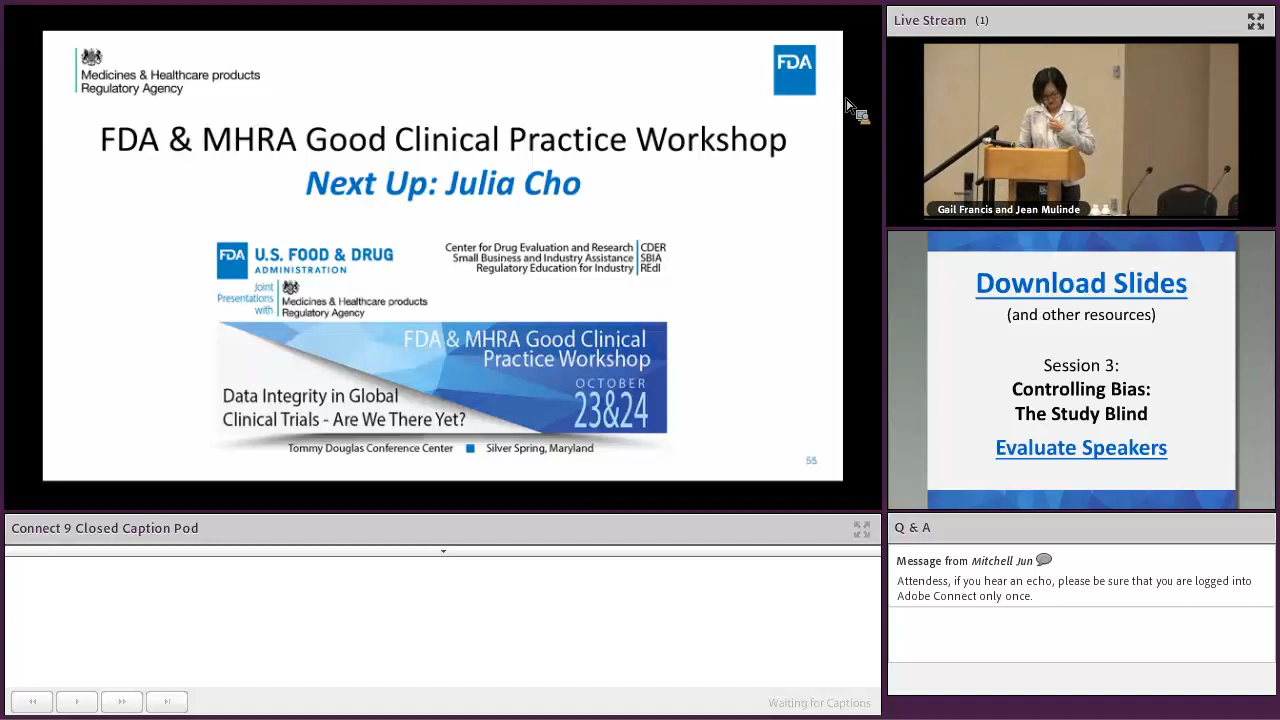 Medicines & Healthcare products
Regulatory Agency
FDA
FDA & MHRA Good Clinical Practice Workshop
Next Up: Julia Cho
FDA
U.S. FOOD & DRUG
ADMINISTRATION
Center for Drug Evaluation and Research
Small Business and Industry Assistance
Regulatory Education for Industry
CDER
SBIA
REdI
Joint
Presentations
with
Medicines & Healthcare products
Regulatory Agency
FDA & MHRA Good Clinical
Practice Workshop
OCTOBER
23&24
Data Integrity in Global
Clinical Trials - Are We There Yet?
Tommy Douglas Conference Center
Silver Spring, Maryland
Live Stream (1)
Gail Francis and Jean Mulinde
Download Slides
(and other resources)
Session 3:
Controlling Bias:
The Study Blind
Evaluate Speakers
Connect 9 Closed Caption Pod
Waiting for Captions
Q & A
Message from Mitchell Jun
Attendess, if you hear an echo, please be sure that you are logged into
Adobe Connect only once.